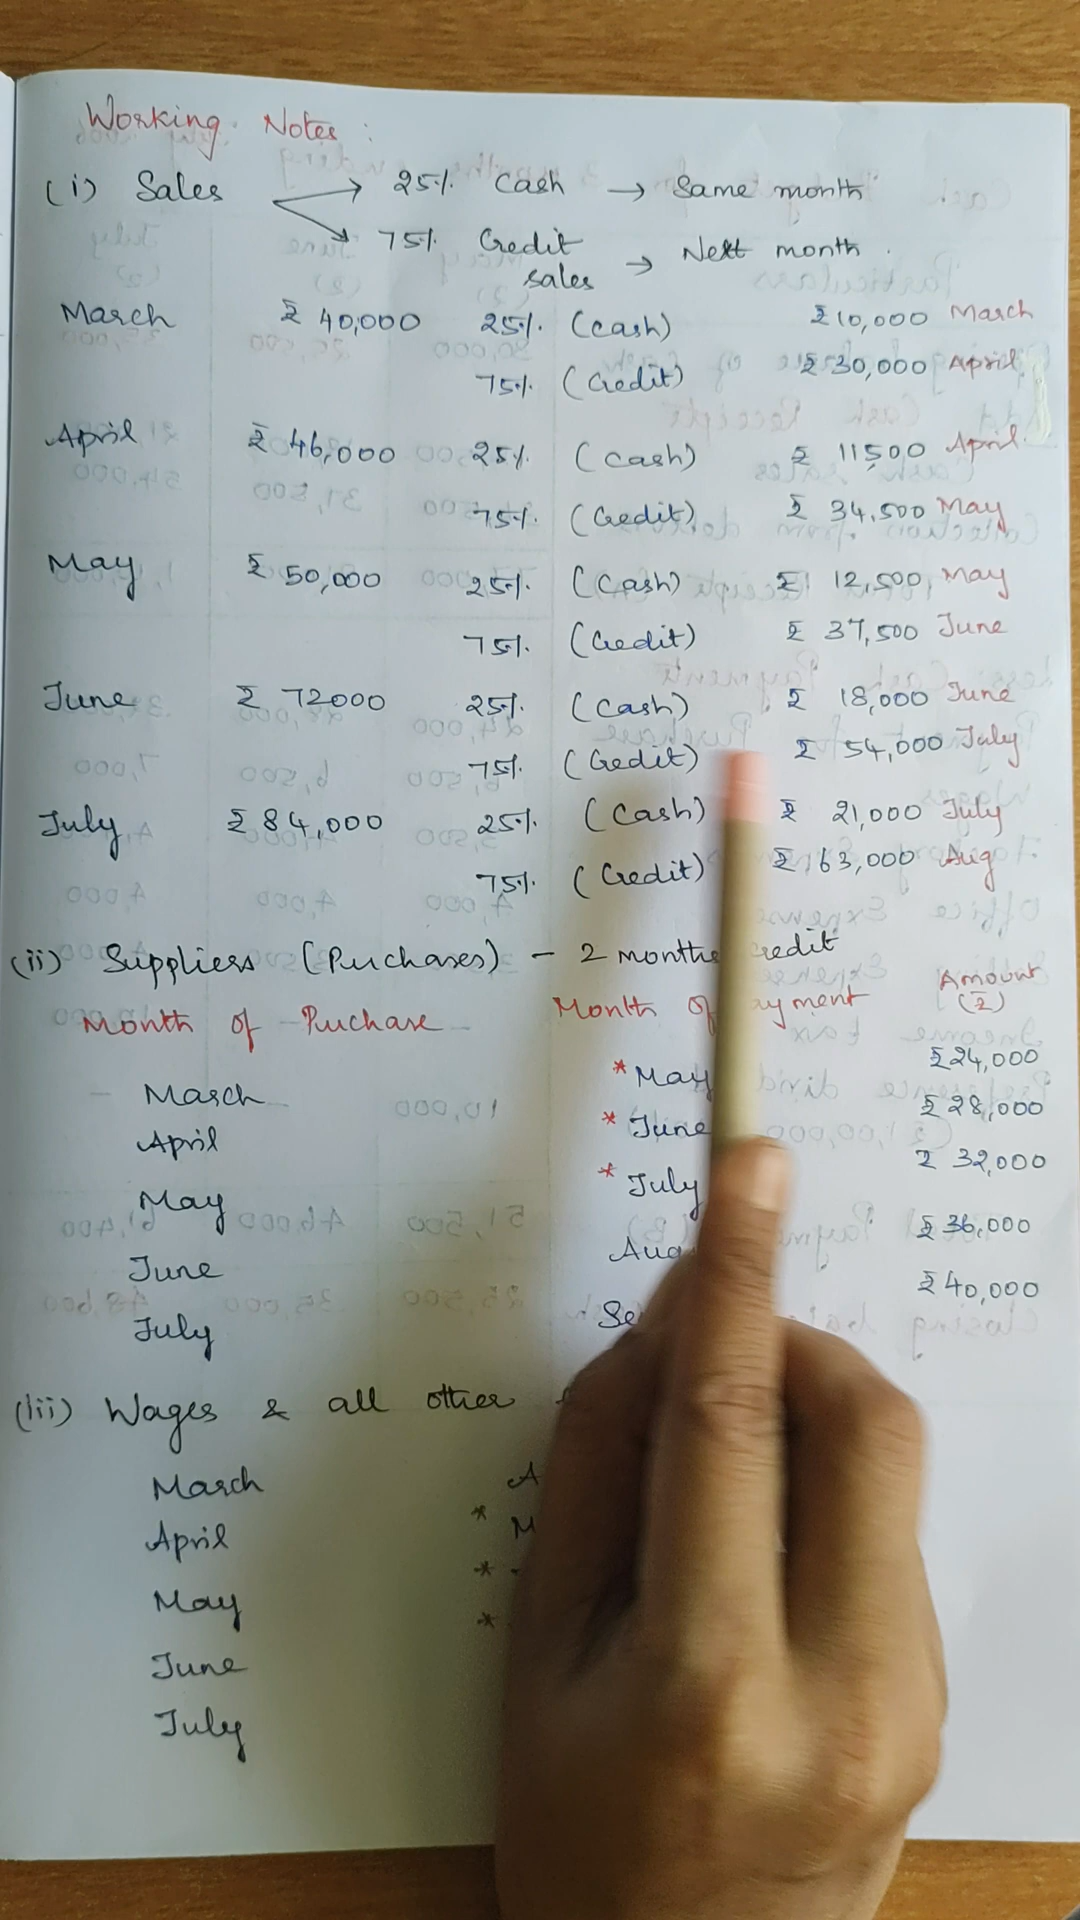 Working Notes :
(i) Sales → 25% Cash → Same month
→ 75% Credit sales → Next month.
March ₹ 40,000 25% (Cash) ₹ 10,000 March
75% (Credit) ₹ 30,000 April
April ₹ 46,000 25% (Cash) ₹ 11,500 April
75% (Credit) ₹ 34,500 May
May ₹ 50,000 25% (Cash) ₹ 12,500 May
75% (Credit) ₹ 37,500 June
June ₹ 72000 25% (Cash) ₹ 18,000 June
75% (Credit) ₹ 54,000 July
July ₹ 84,000 25% (Cash) ₹ 21,000 July
75% (Credit) ₹ 63,000 Aug
(ii) Suppliers (Purchases) - 2 months
Month of Puchase Month Amount (₹)
March * May ₹24,000
April * June ₹ 28,000
May * July ₹ 32,000
June ₹ 36,000
July ₹ 40,000
(iii) Wages & all other
March
April *
May *
June *
July